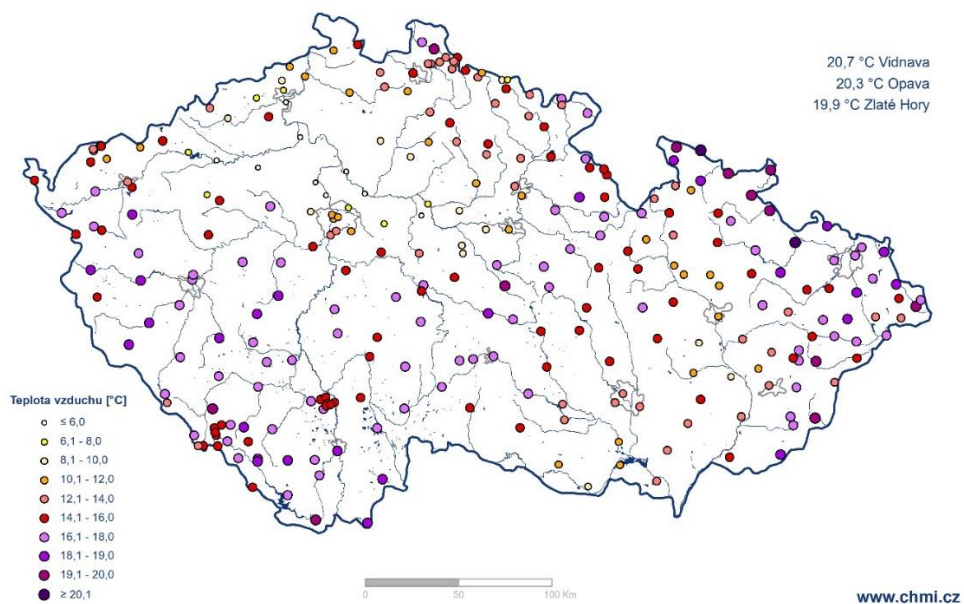 20,7 °C Vidnava
20,3 °C Opava
19,9 °C Zlaté Hory
Teplota vzduchu [°C]
≤ 6,0
6,1 - 8,0
8,1 - 10,0
10,1 - 12,0
12,1 - 14,0
14,1 - 16,0
16,1 - 18,0
18,1 - 19,0
19,1 - 20,0
≥ 20,1
0 50 100 Km
www.chmi.cz